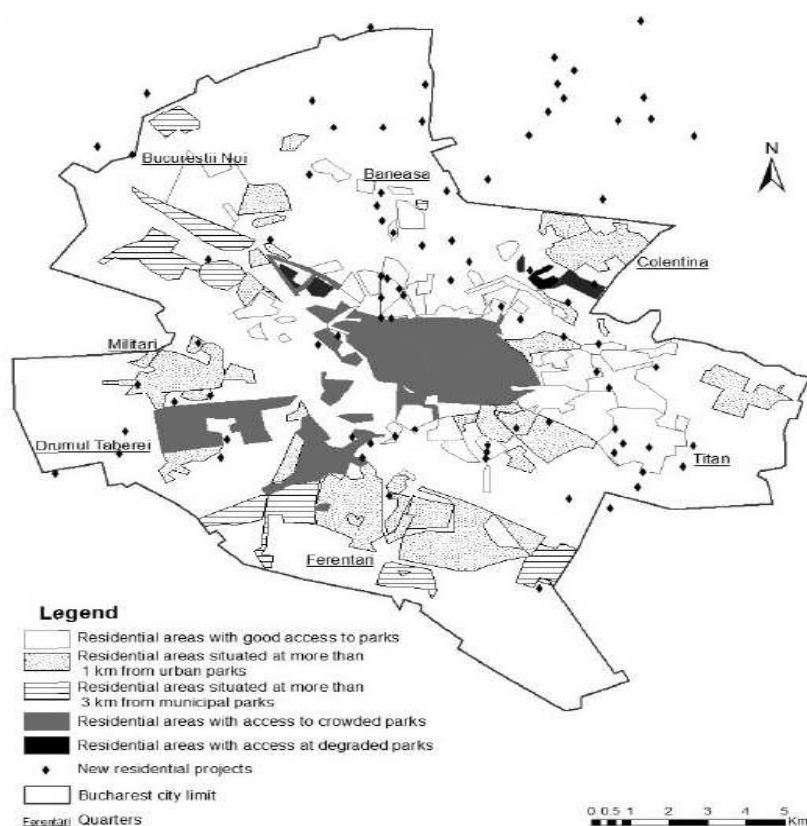 N
Bucurestii Noi
Baneasa
Colentina
Militari
Drumul Taberei
Titan
Ferentari
Legend
Residential areas with good access to parks
Residential areas situated at more than
1 km from urban parks
Residential areas situated at more than
3 km from municipal parks
Residential areas with access to crowded parks
Residential areas with access at degraded parks
New residential projects
Bucharest city limit
Ferentari Quarters
0 0.5 1 2 3 4 5
Km